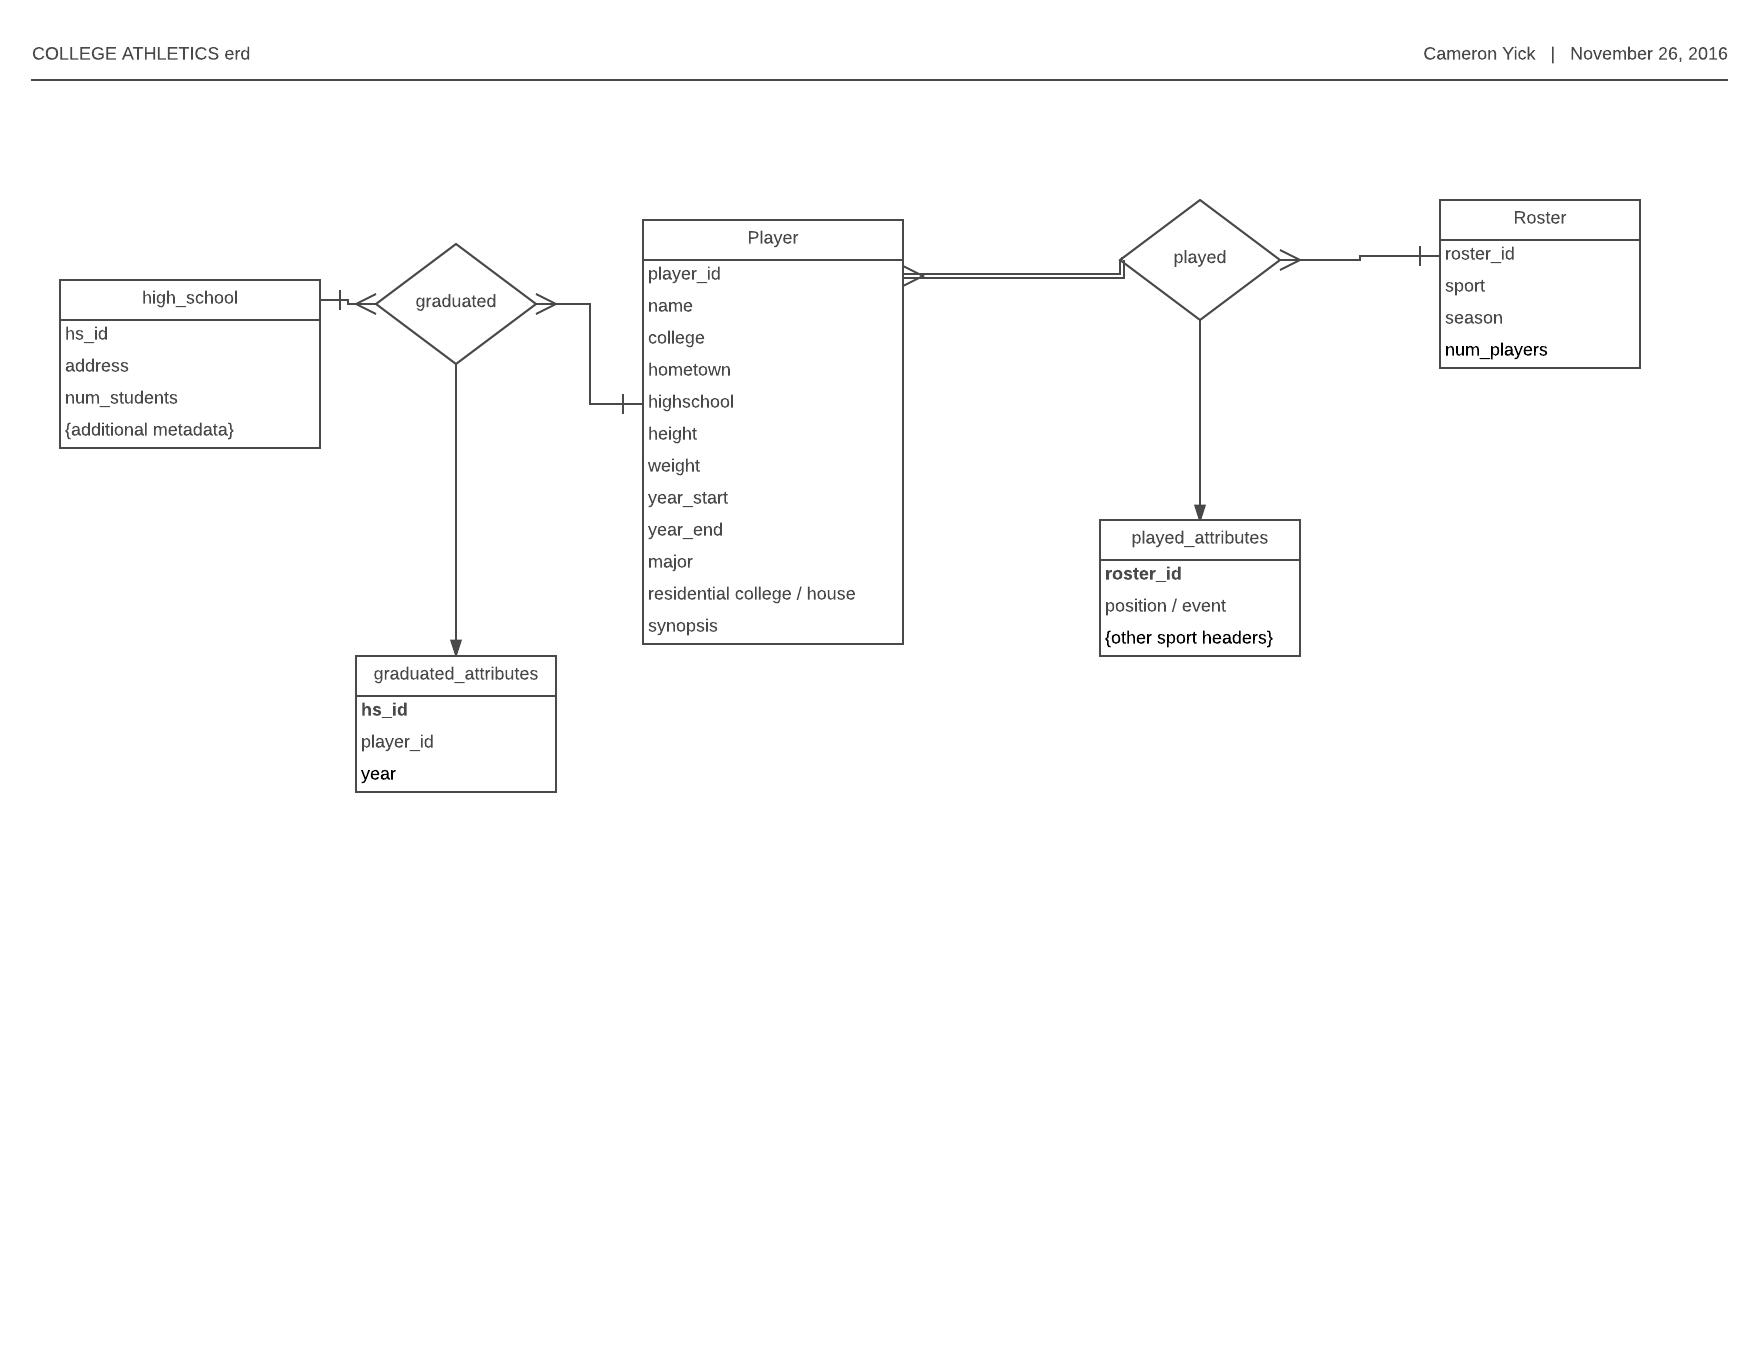 COLLEGE ATHLETICS erd
Cameron Yick | November 26, 2016
high_school
hs_id
address
num_students
{additional metadata}
graduated
graduated_attributes
hs_id
player_id
year
Player
player_id
name
college
hometown
highschool
height
weight
year_start
year_end
major
residential college / house
synopsis
played
played_attributes
roster_id
position / event
{other sport headers}
Roster
roster_id
sport
season
num_players